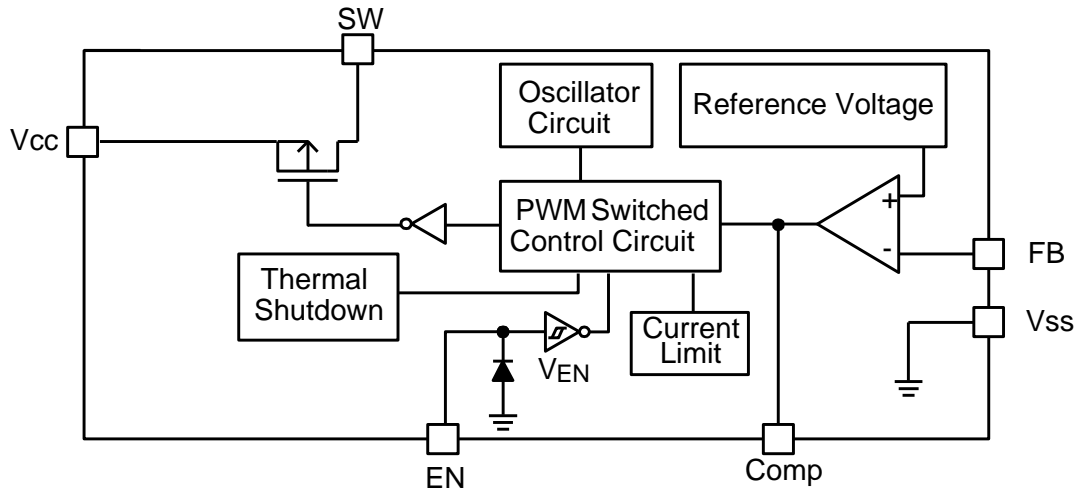 SW
Vcc
Oscillator
Circuit
Reference Voltage
PWM Switched
Control Circuit
+
-
FB
Thermal
Shutdown
Vss
Current
Limit
VEN
EN
Comp